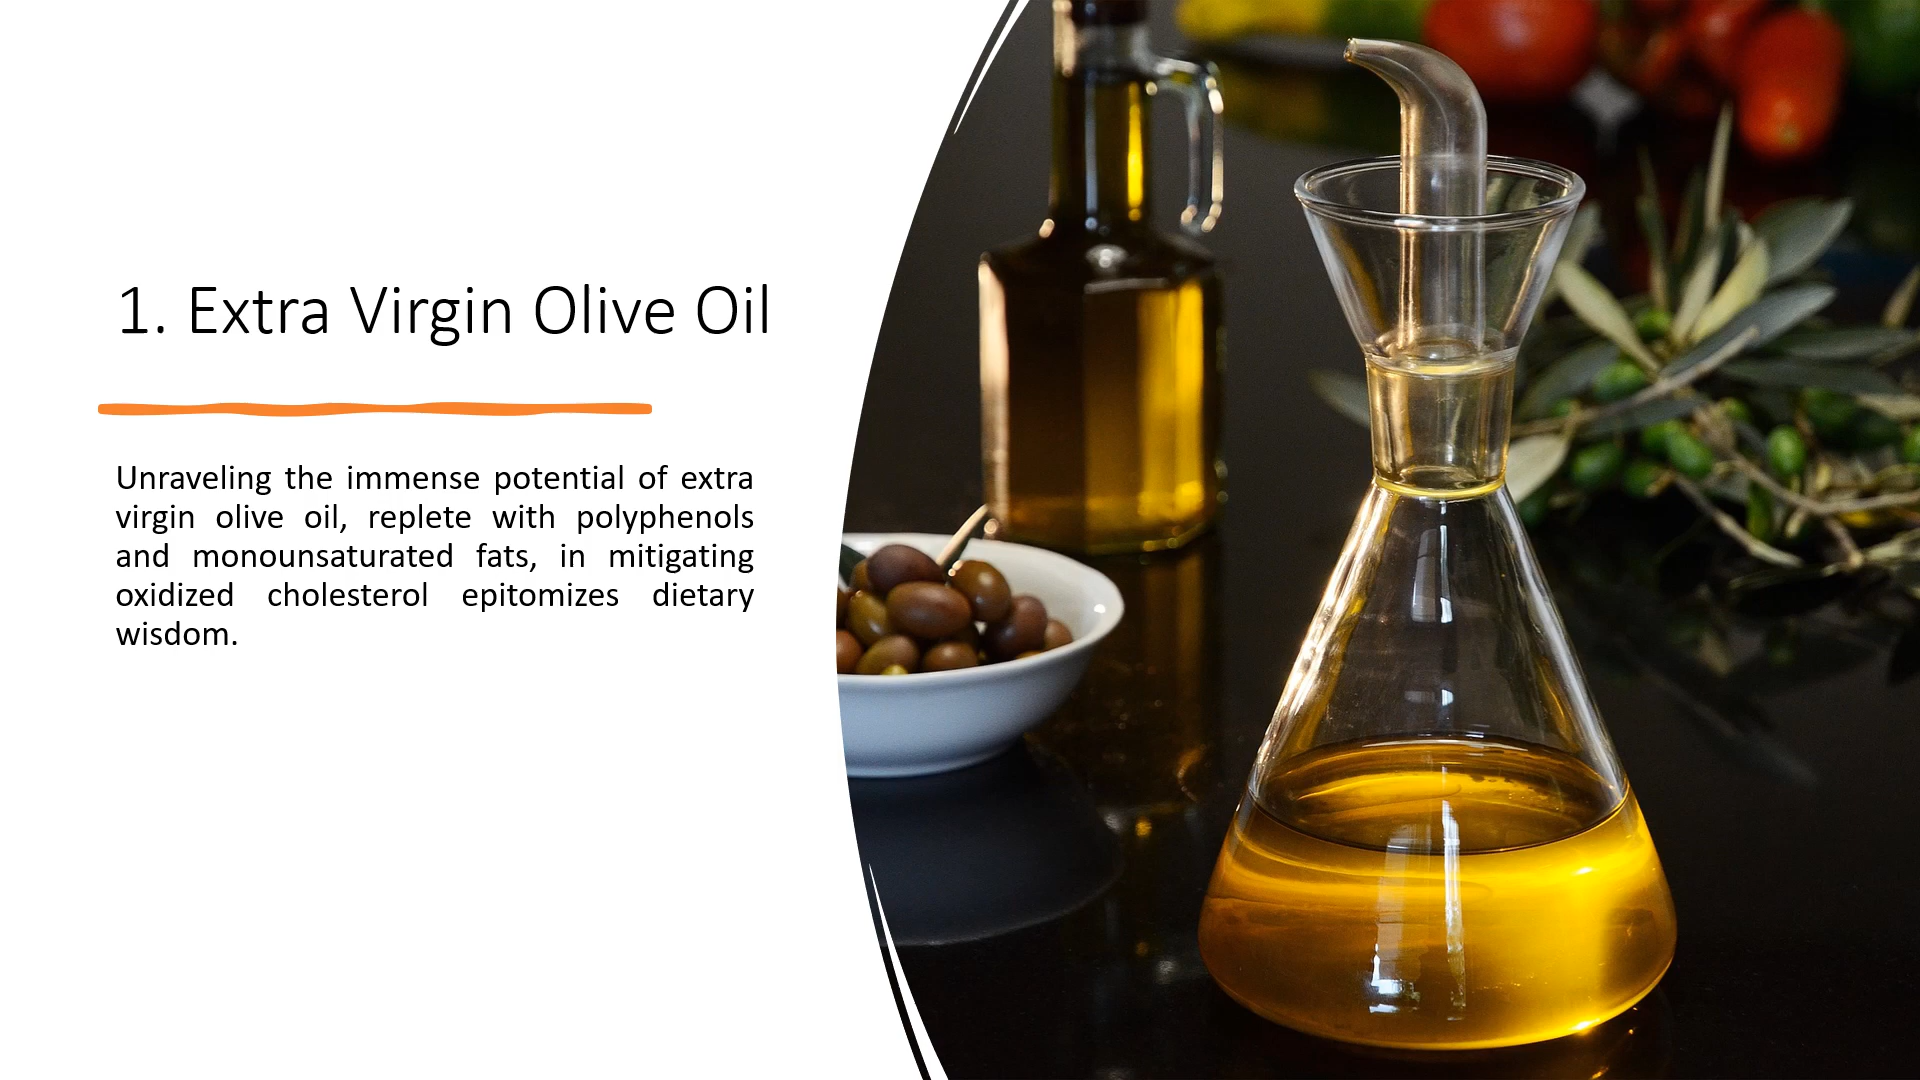 1. Extra Virgin Olive Oil
Unraveling the immense potential of extra
virgin olive oil, replete with polyphenols
and monounsaturated fats, in mitigating
oxidized cholesterol epitomizes dietary
wisdom.